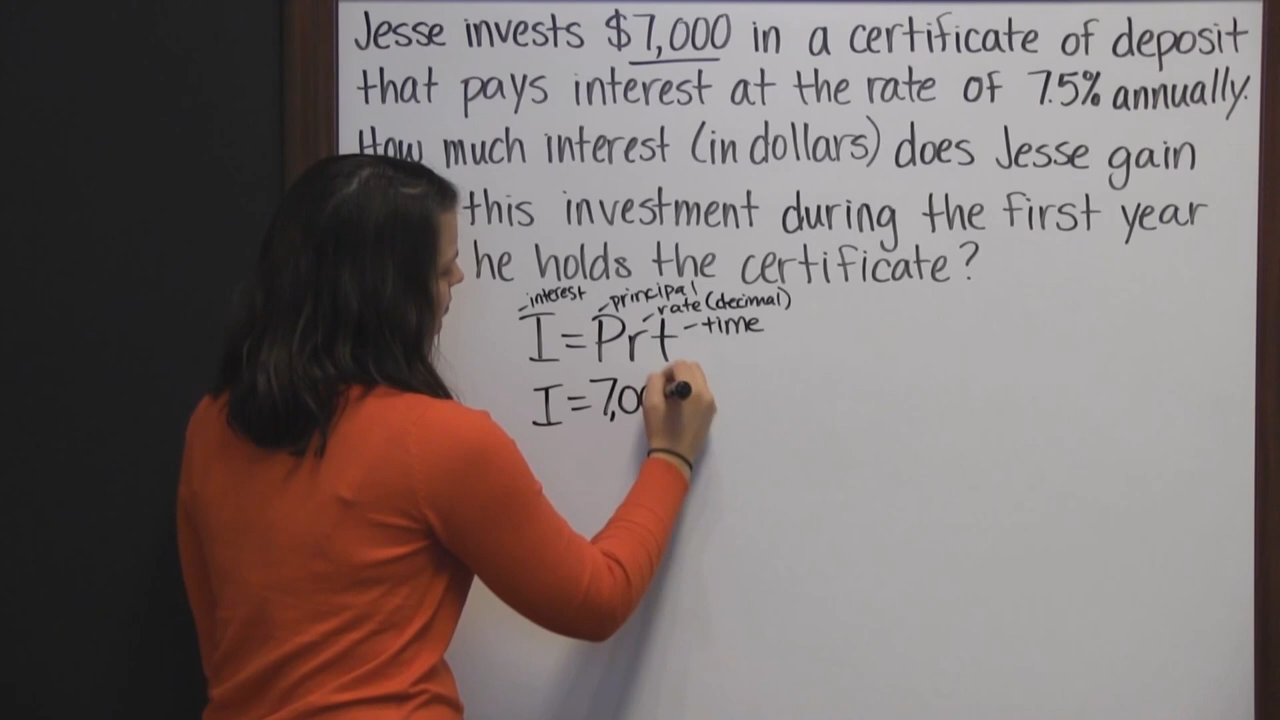 Jesse invests $7,000 in a certificate of deposit
that pays interest at the rate of 7.5% annually.
How much interest (in dollars) does Jesse gain
this investment during the first year
he holds the certificate?
interest
principal
rate (decimal)
I = Prt
time
I = 7,00